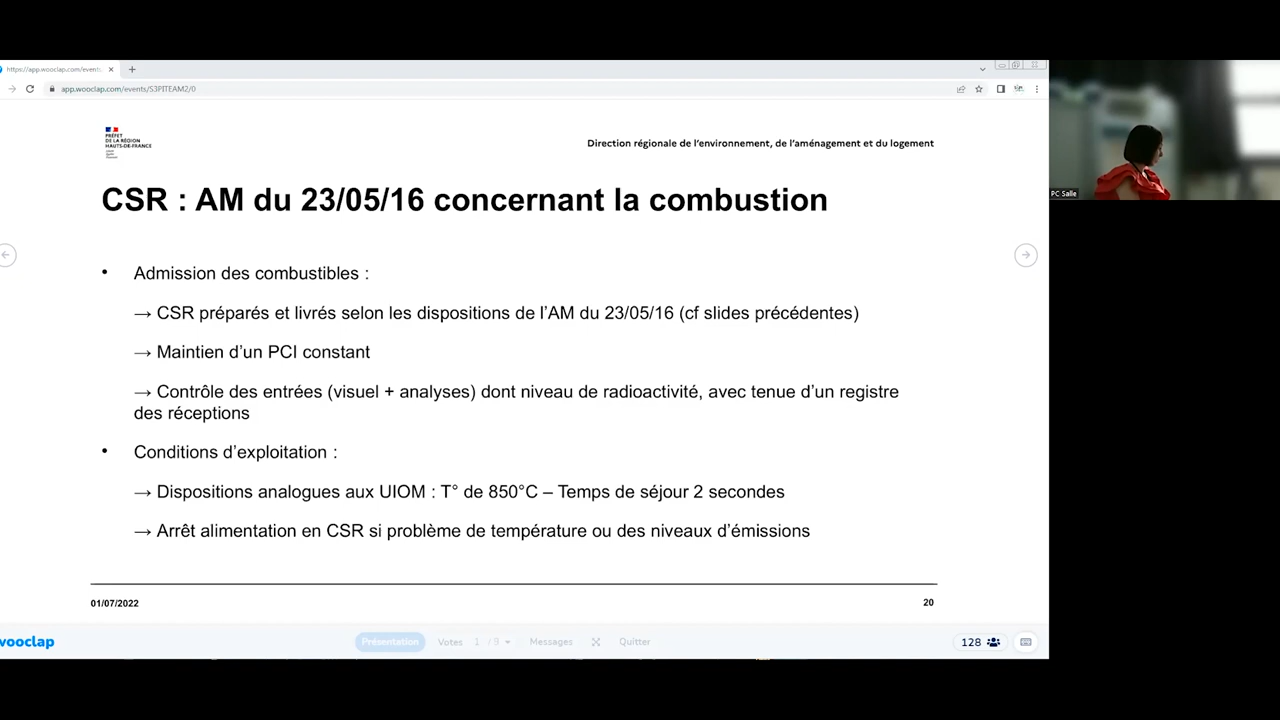 https://app.wooclap.com/events
app.wooclap.com/events/S3PITEAM2/0
PRÉFET
DE LA RÉGION
HAUTS-DE-FRANCE
Direction régionale de l'environnement, de l'aménagement et du logement
CSR : AM du 23/05/16 concernant la combustion
• Admission des combustibles :
→ CSR préparés et livrés selon les dispositions de l'AM du 23/05/16 (cf slides précédentes)
→ Maintien d'un PCI constant
→ Contrôle des entrées (visuel + analyses) dont niveau de radioactivité, avec tenue d'un registre
des réceptions
• Conditions d'exploitation :
→ Dispositions analogues aux UIOM : T° de 850°C – Temps de séjour 2 secondes
→ Arrêt alimentation en CSR si problème de température ou des niveaux d'émissions
01/07/2022
20
wooclap
Présentation
Votes 1 / 9
Messages
Quitter
128
PC Salle